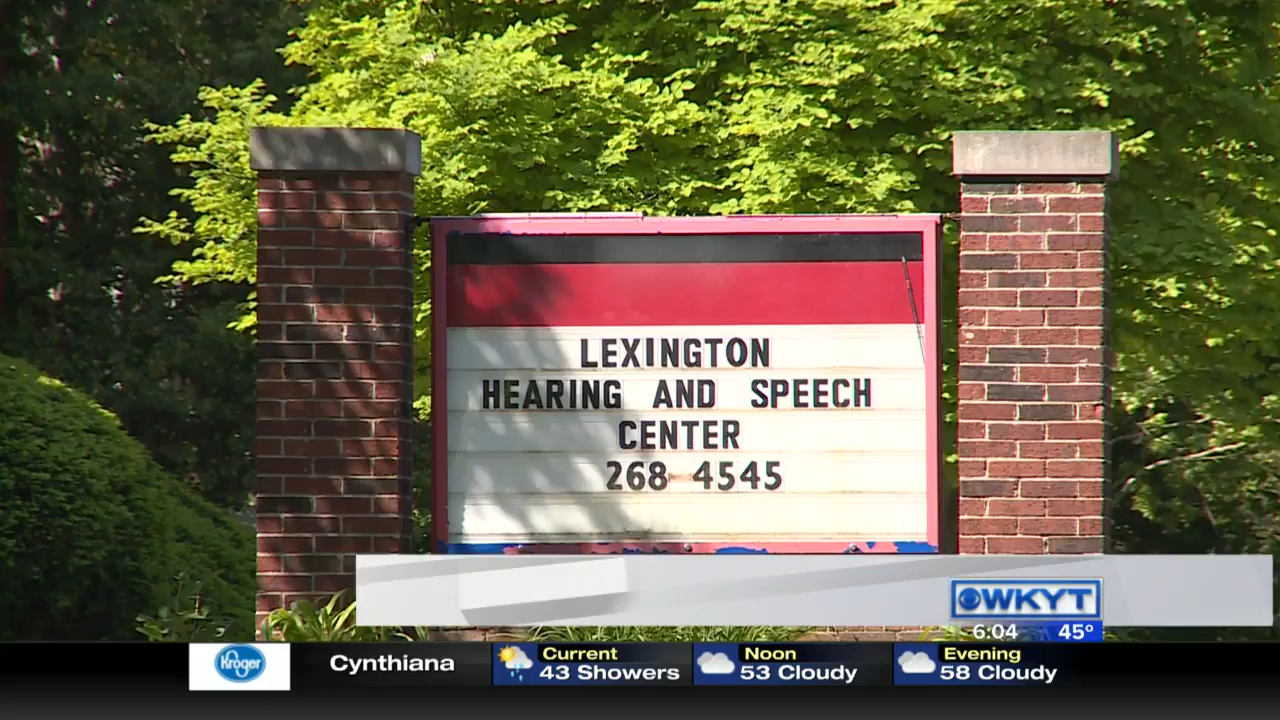 LEXINGTON
HEARING AND SPEECH
CENTER
268-4545
WKYT
6:04 45°
Kroger
Cynthiana
Current
43 Showers
Noon
53 Cloudy
Evening
58 Cloudy